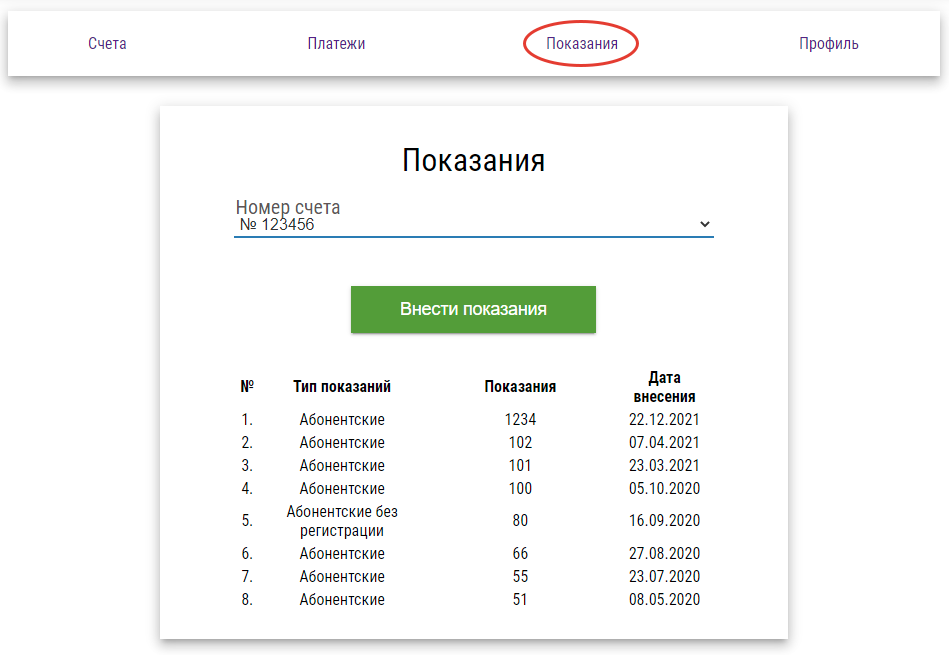 Счета Платежи Показания Профиль
Показания
Номер счета
№ 123456
Внести показания
№ Тип показаний Показания Дата внесения
1. Абонентские 1234 22.12.2021
2. Абонентские 102 07.04.2021
3. Абонентские 101 23.03.2021
4. Абонентские 100 05.10.2020
5. Абонентские без регистрации 80 16.09.2020
6. Абонентские 66 27.08.2020
7. Абонентские 55 23.07.2020
8. Абонентские 51 08.05.2020